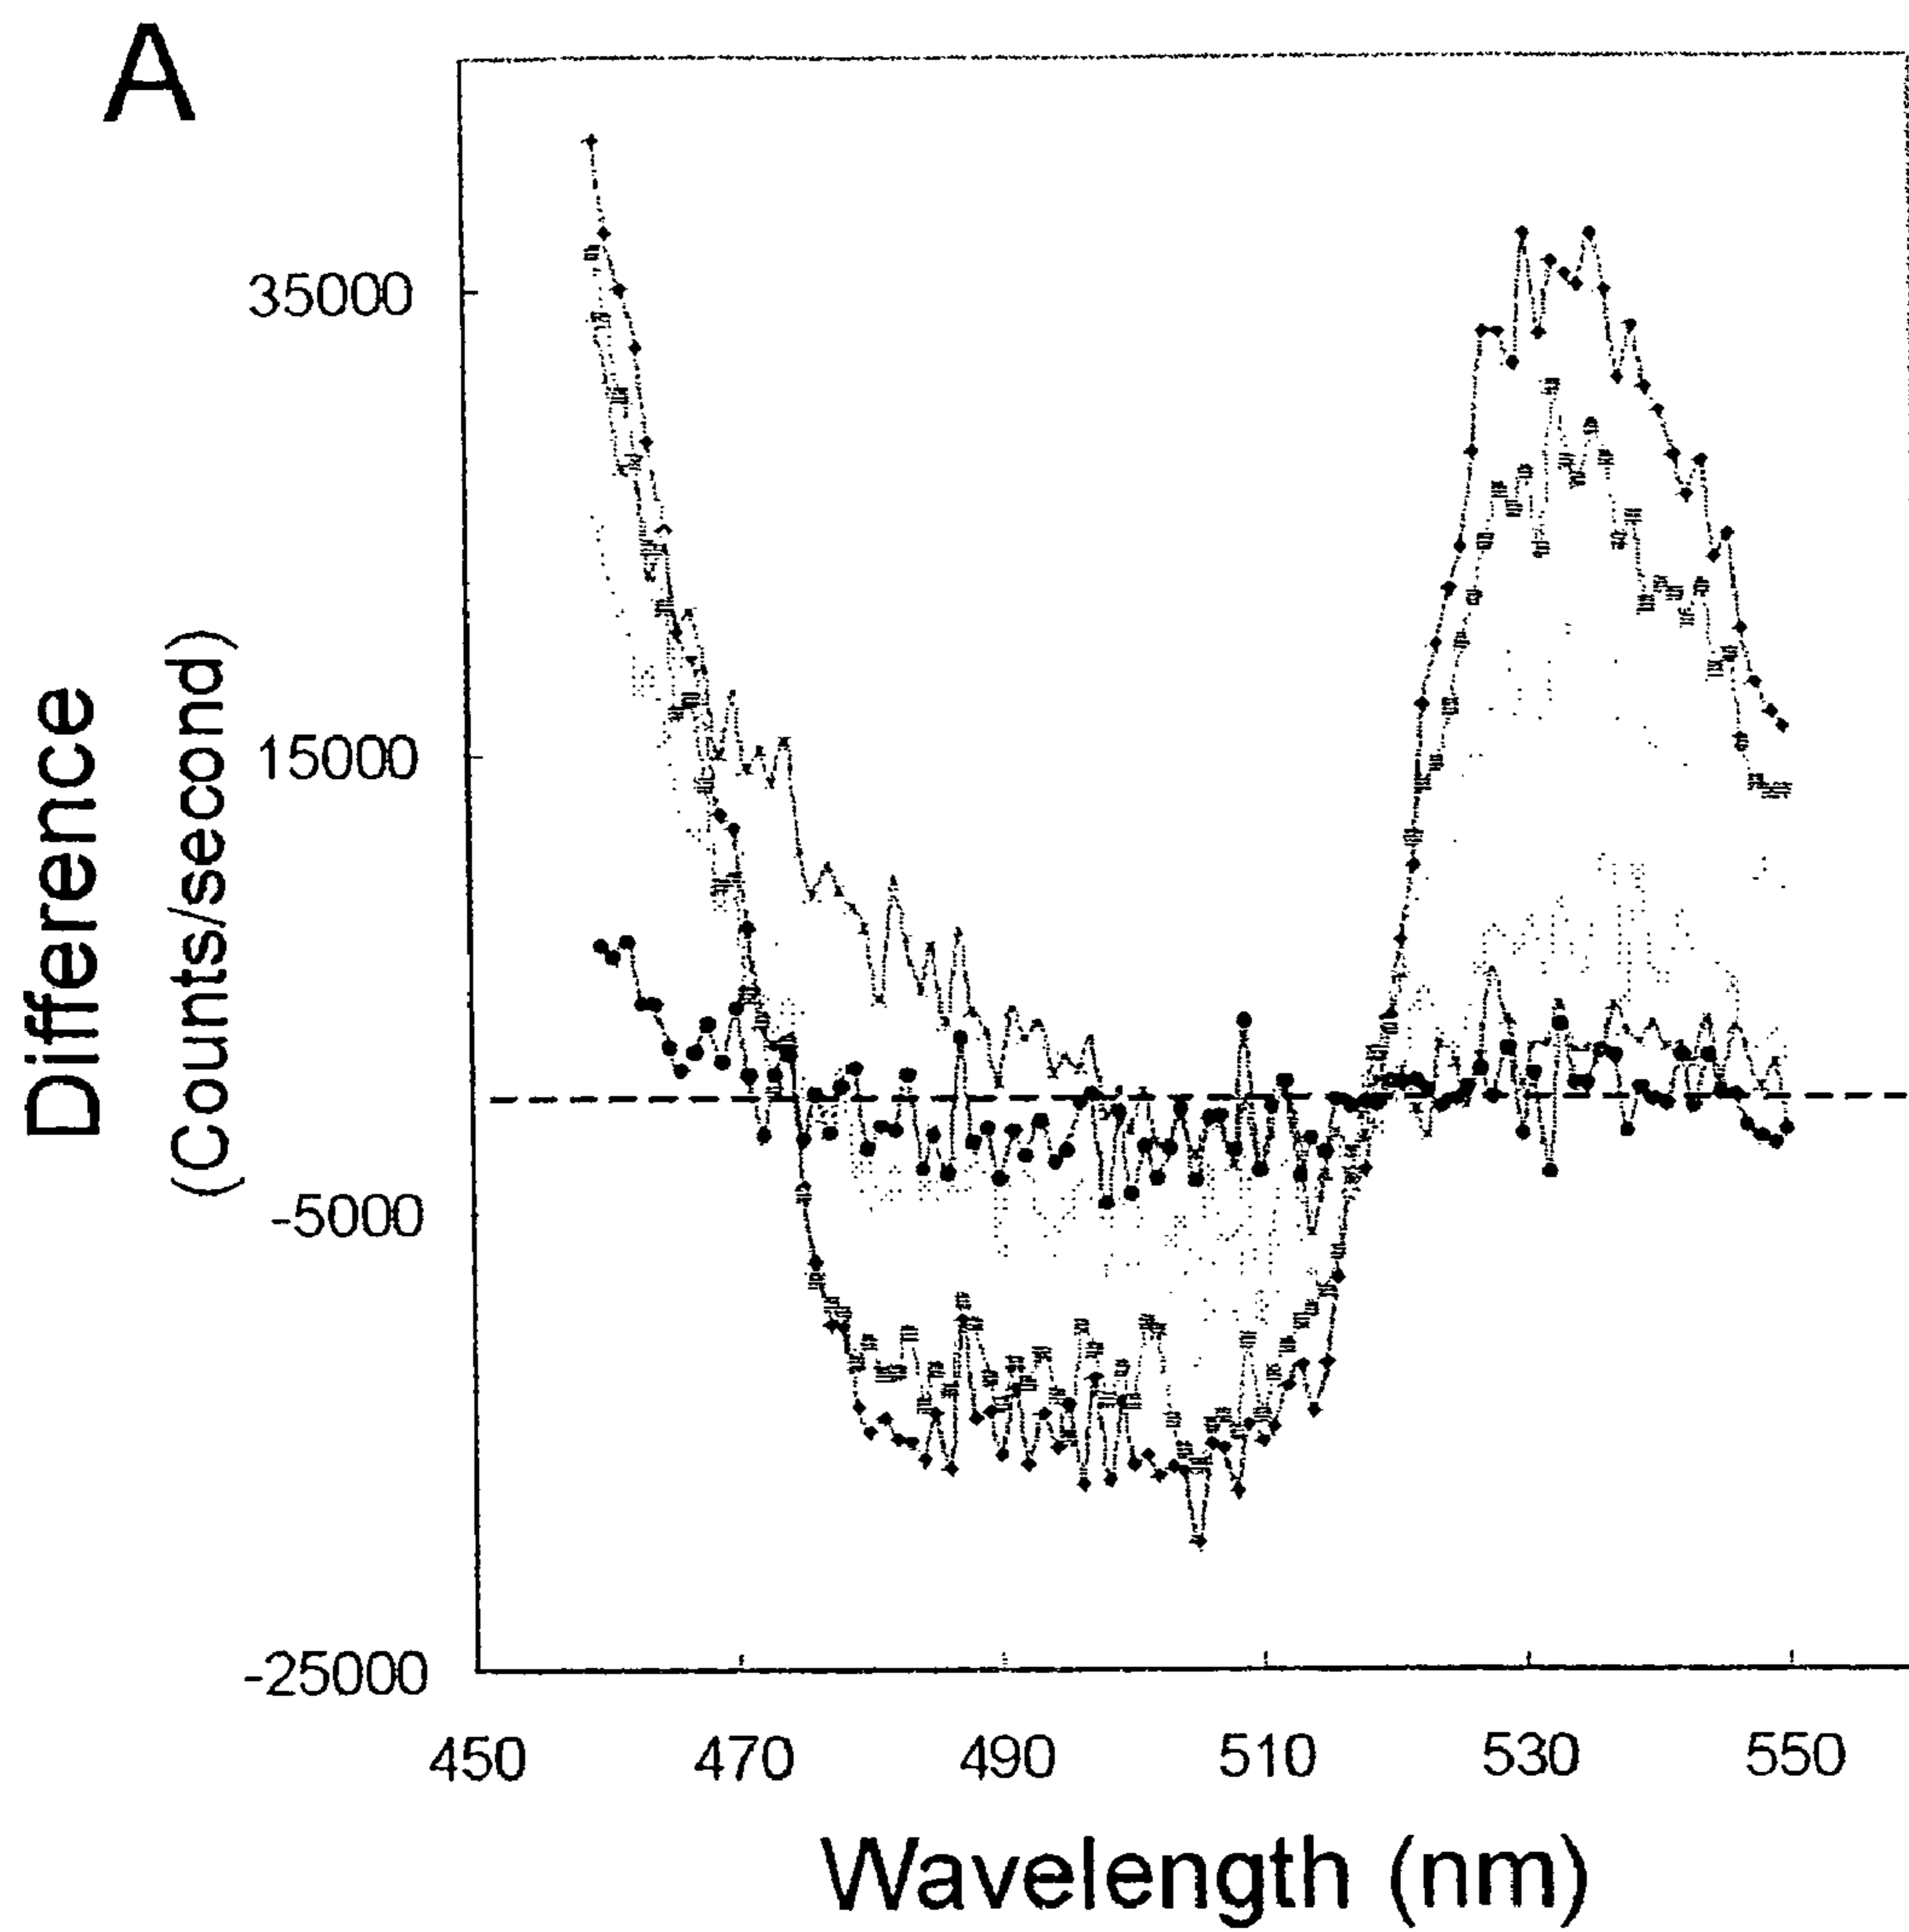 A
35000
15000
-5000
-25000
Difference
(Counts/second)
450 470 490 510 530 550
Wavelength (nm)